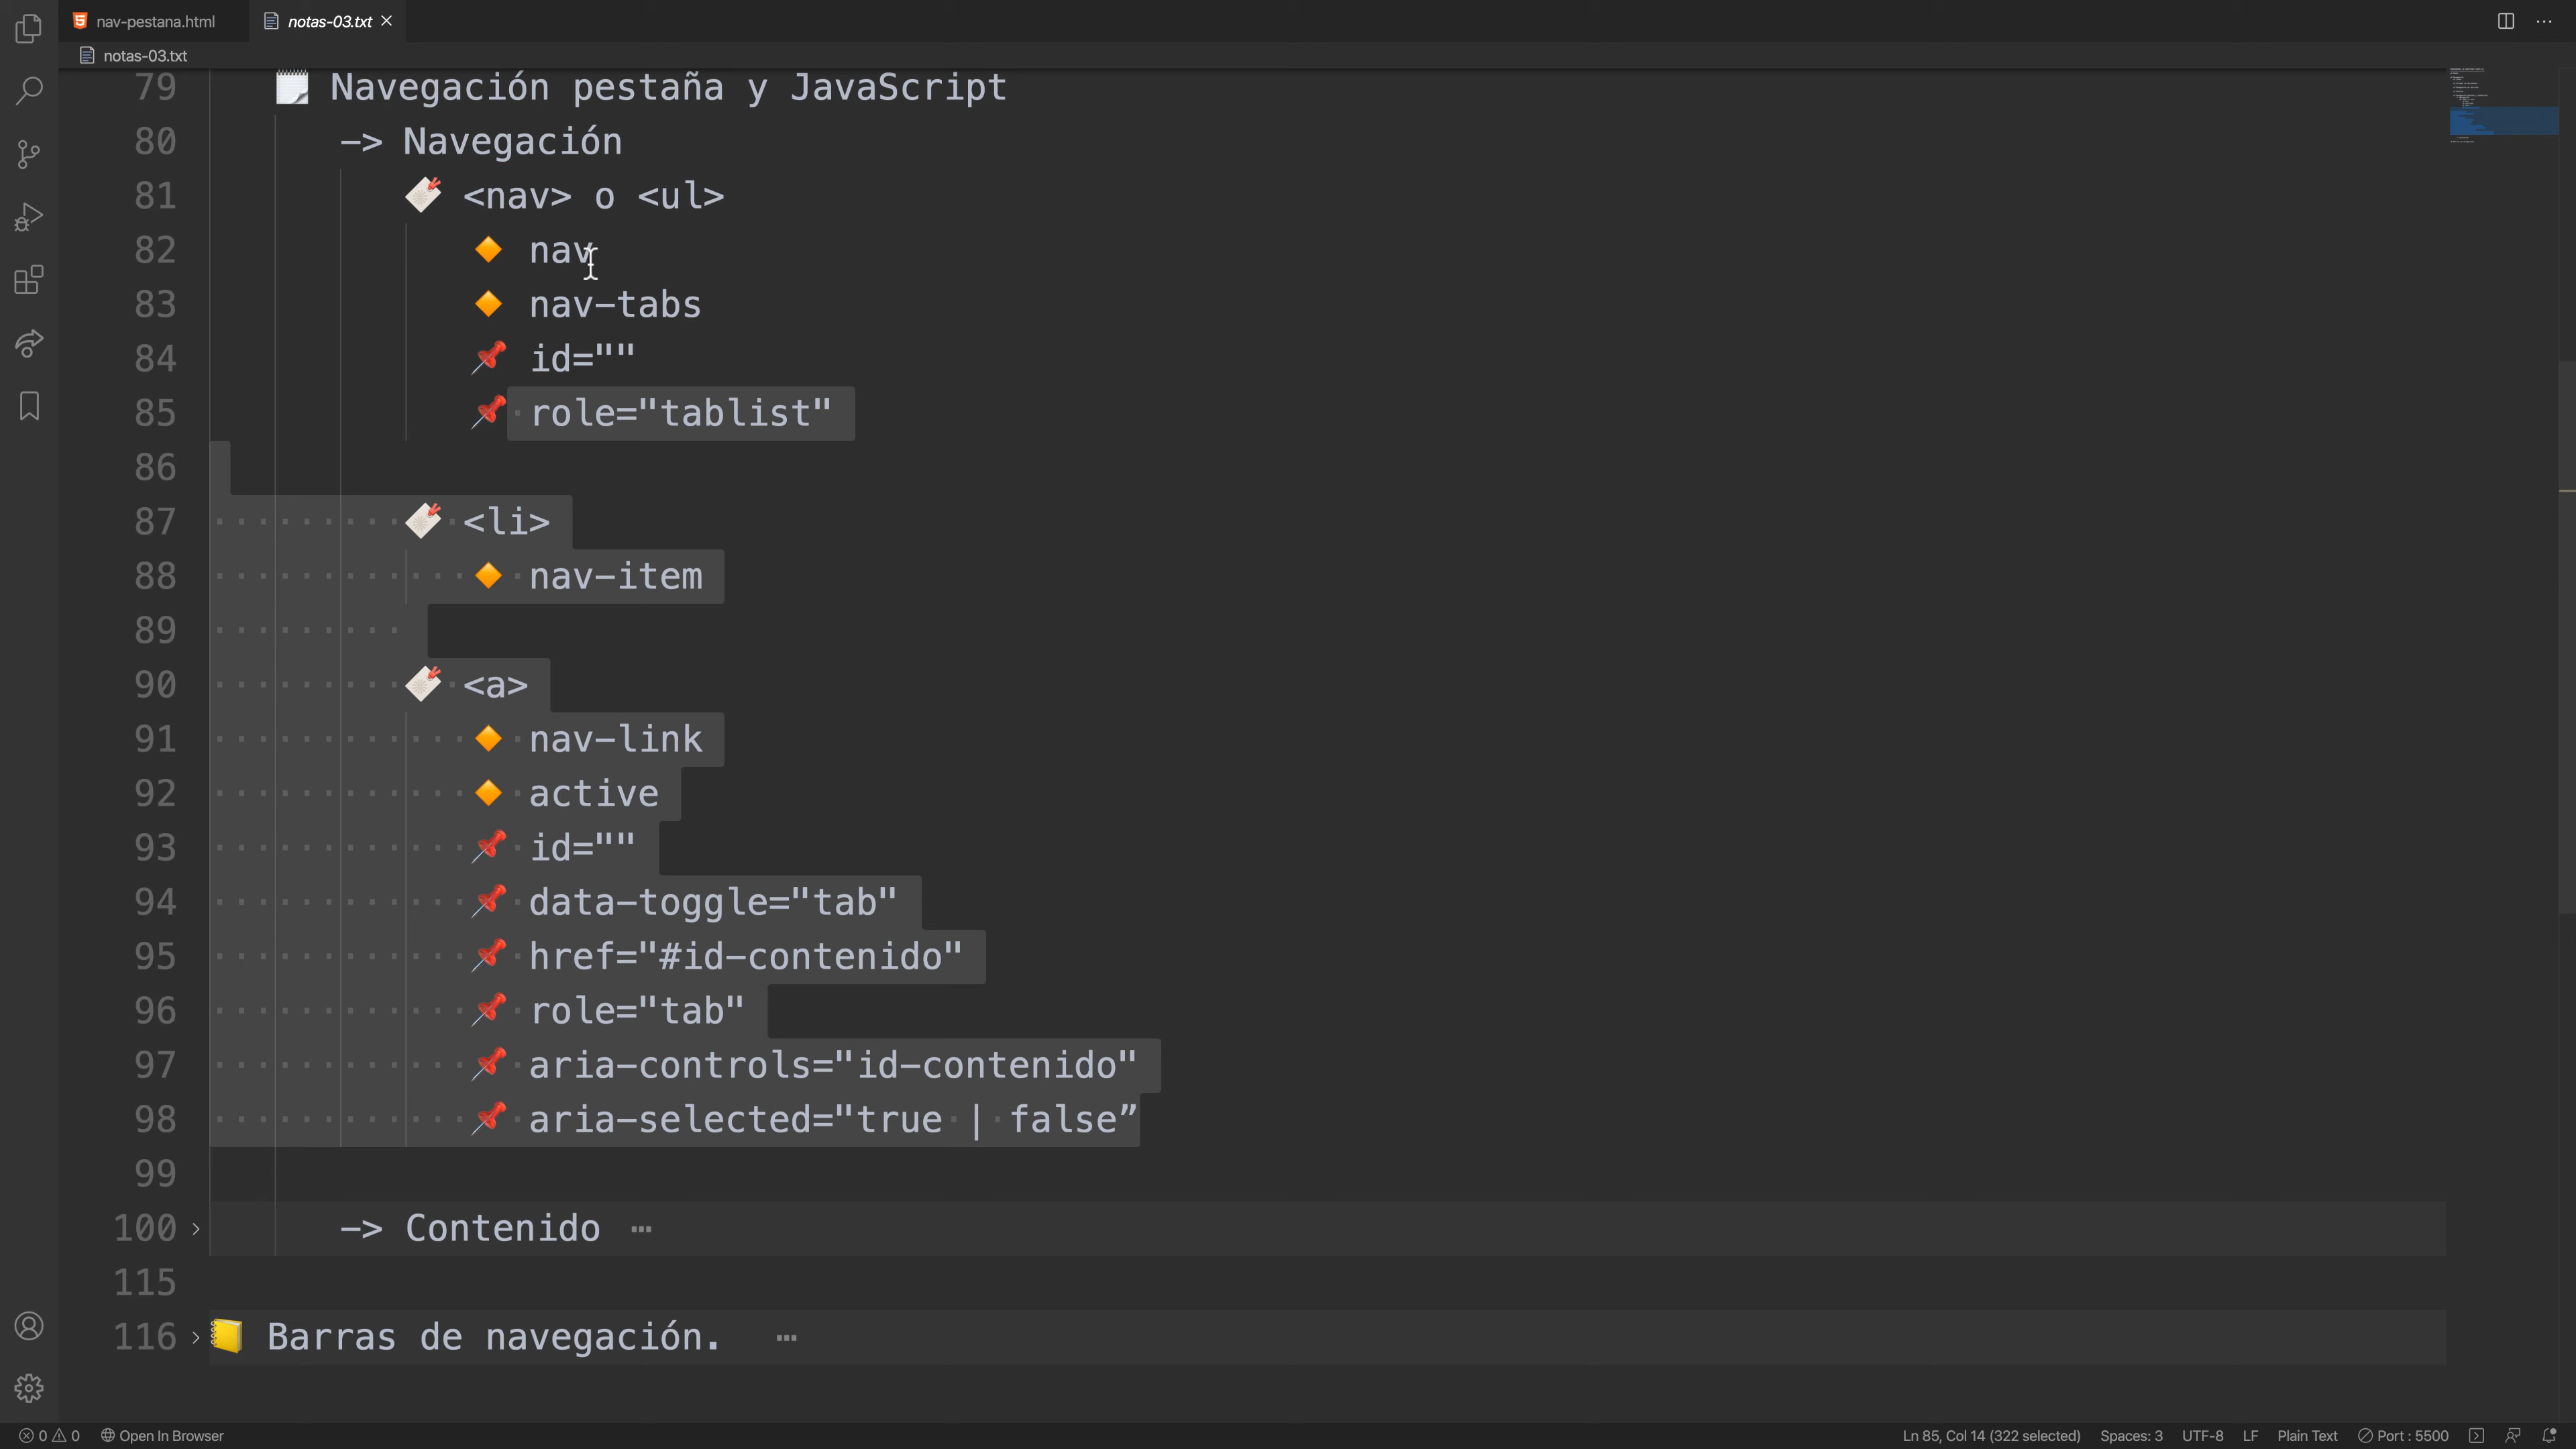 nav-pestana.html
notas-03.txt
notas-03.txt
79 Navegación pestaña y JavaScript
80 —> Navegación
81 <nav> o <ul>
82 nav
83 nav-tabs
84 id=""
85 role="tablist"
86
87 <li>
88 nav-item
89
90 <a>
91 nav-link
92 active
93 id=""
94 data-toggle="tab"
95 href="#id-contenido"
96 role="tab"
97 aria-controls="id-contenido"
98 aria-selected="true | false”
99
100 —> Contenido ⋯
115
116 Barras de navegación. ⋯
0 0 Open In Browser Ln 85, Col 14 (322 selected) Spaces: 3 UTF-8 LF Plain Text Port : 5500